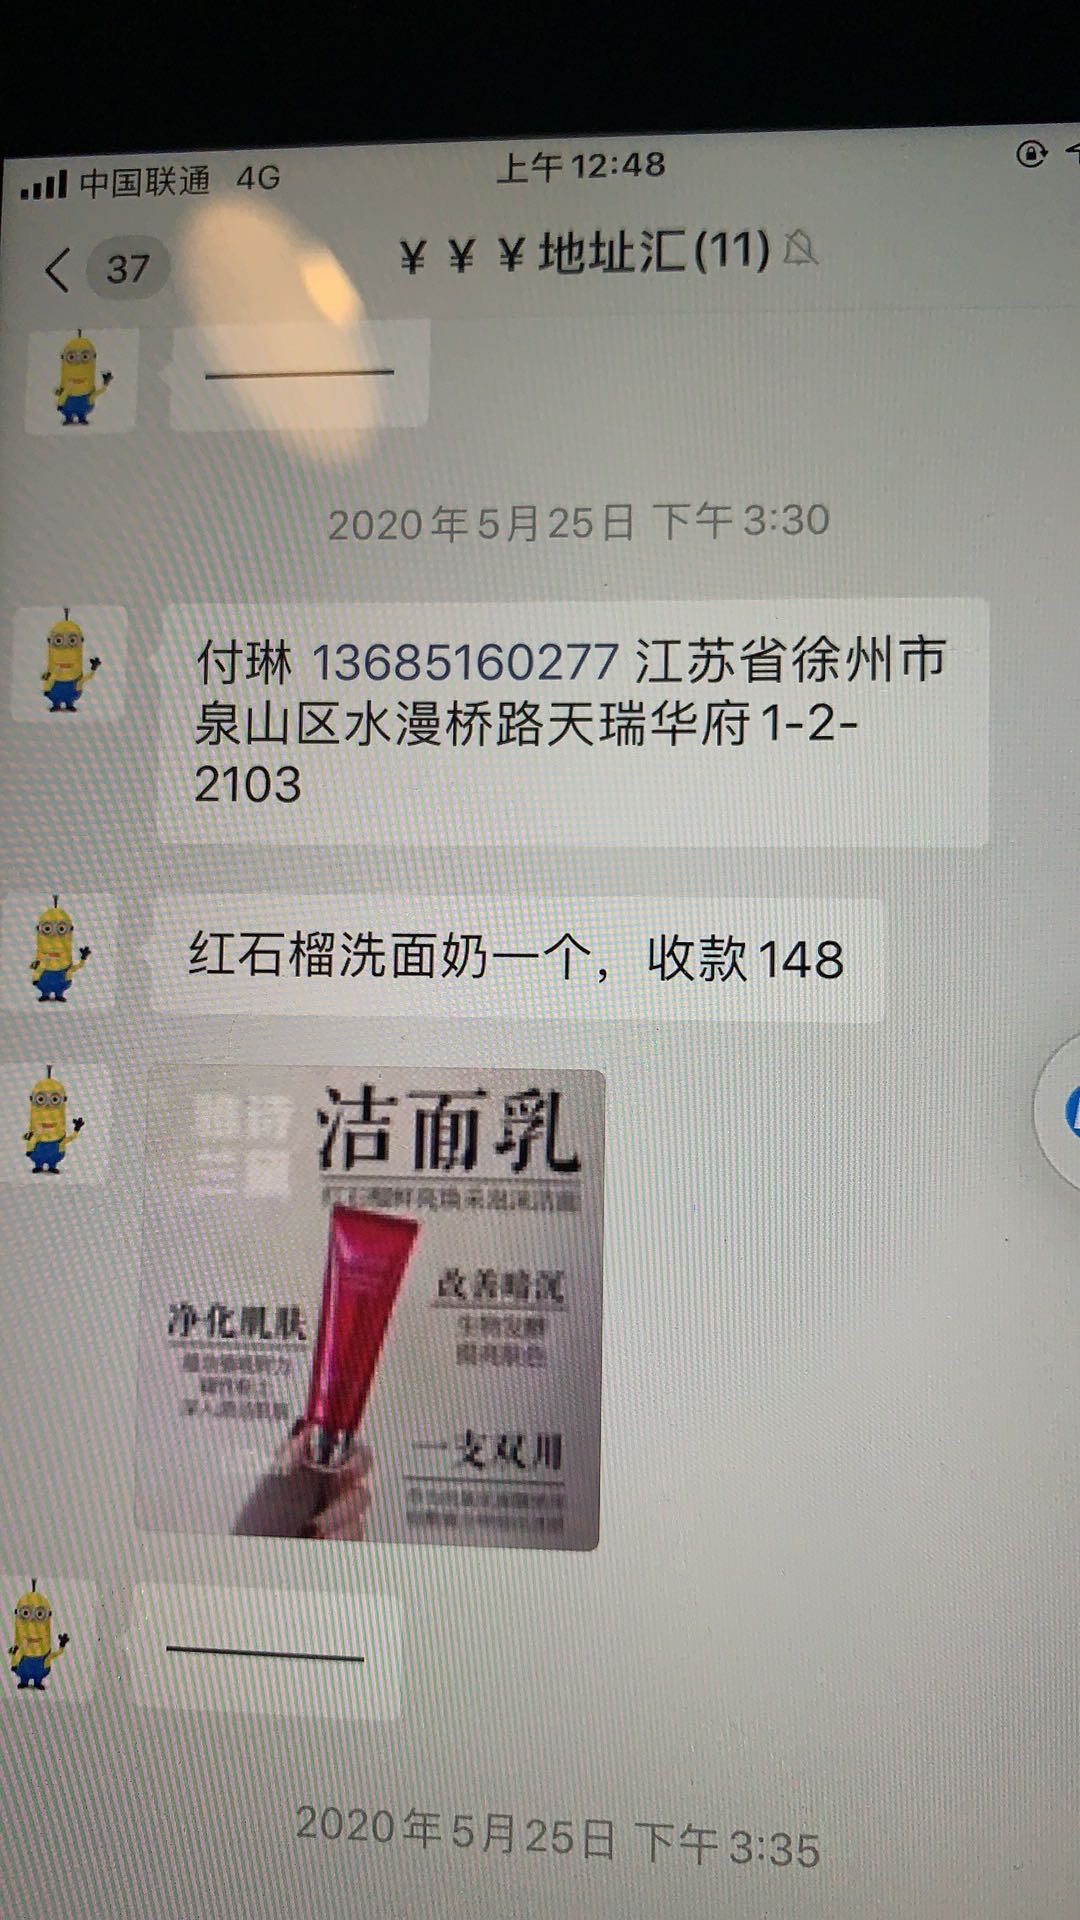 中国联通 4G
上午12:48
37
¥ ¥ ¥地址汇(11)
2020年5月25日 下午3:30
付琳 13685160277 江苏省徐州市
泉山区水漫桥路天瑞华府1-2-
2103
红石榴洗面奶一个，收款148
洁面乳
改善暗沉
净化肌肤
一支双用
2020年5月25日 下午3:35